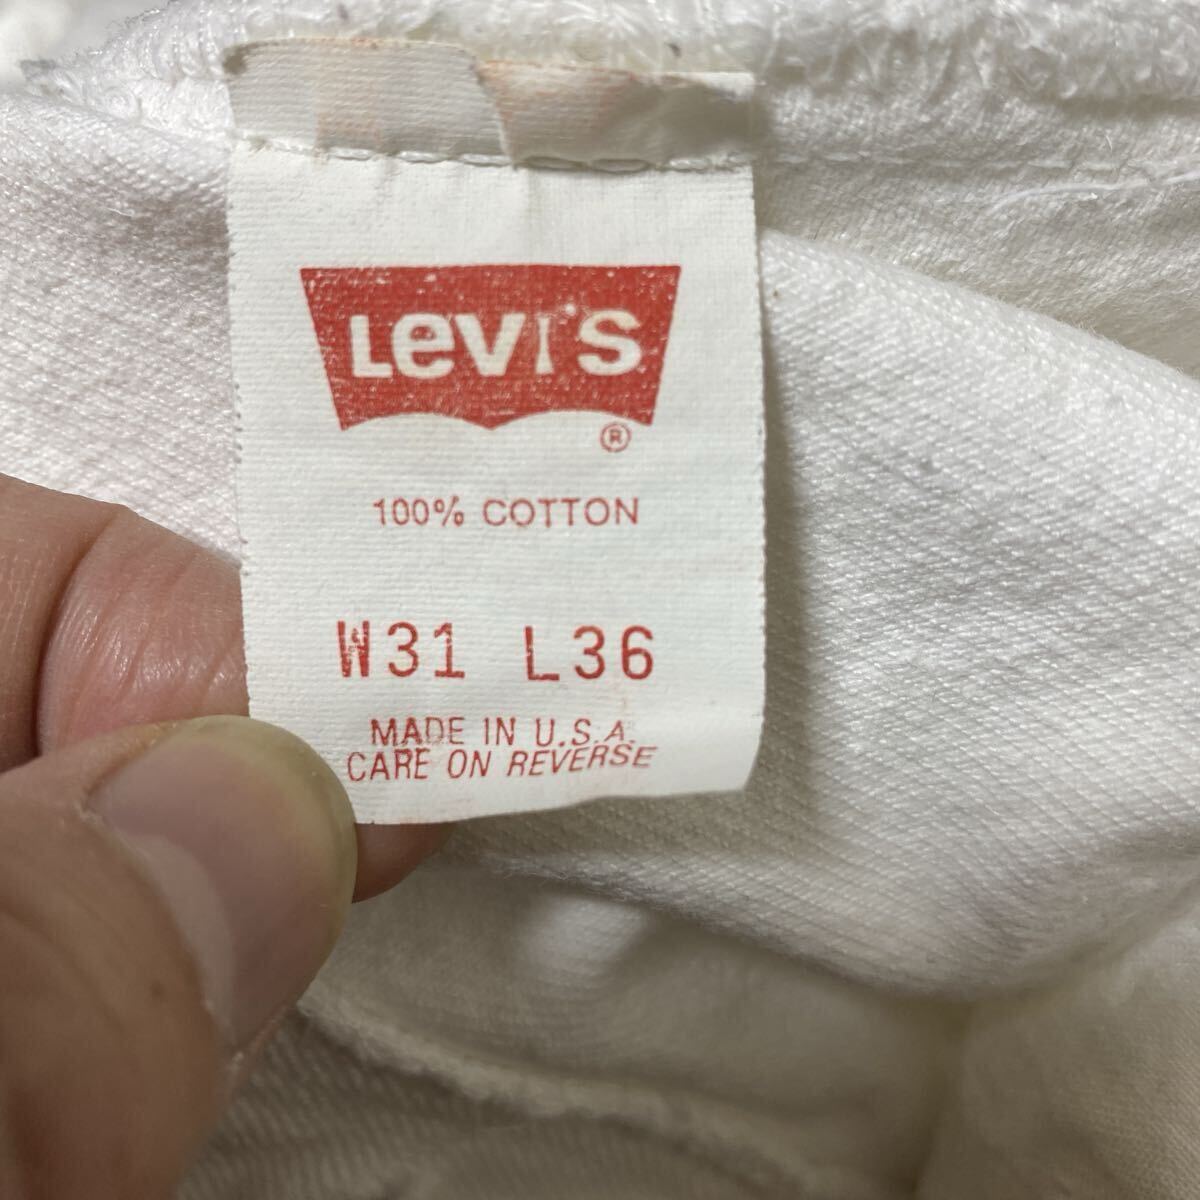 Levi's
®
100% COTTON
W31 L36
MADE IN U.S.A.
CARE ON REVERSE